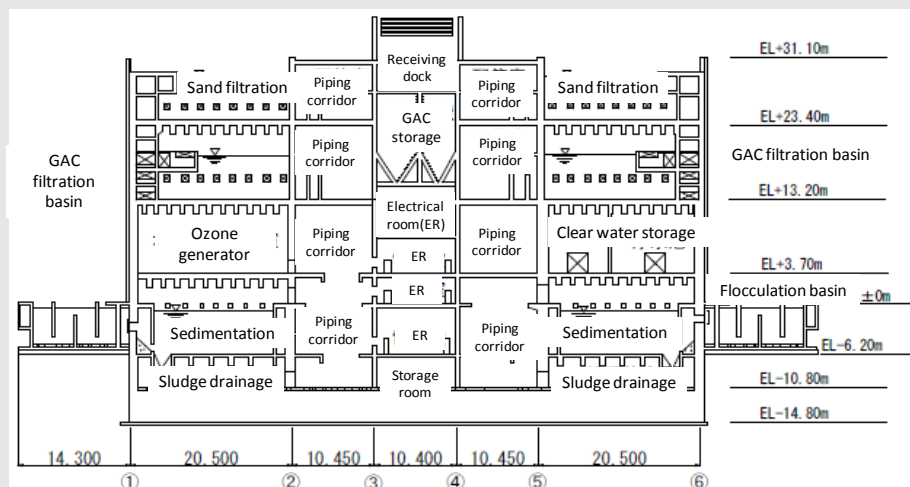 Receiving
dock
EL+31.10m
Sand filtration
Piping
corridor
Piping
corridor
Sand filtration
GAC
storage
EL+23.40m
GAC
filtration
basin
Piping
corridor
Piping
corridor
GAC filtration basin
EL+13.20m
Electrical
room(ER)
Ozone
generator
Piping
corridor
ER
Piping
corridor
Clear water storage
EL+3.70m
ER
Flocculation basin
±0m
Sedimentation
Piping
corridor
ER
Piping
corridor
Sedimentation
EL-6.20m
Sludge drainage
Storage
room
Sludge drainage
EL-10.80m
EL-14.80m
14.300
20.500
10.450
10.400
10.450
20.500
①
②
③
④
⑤
⑥